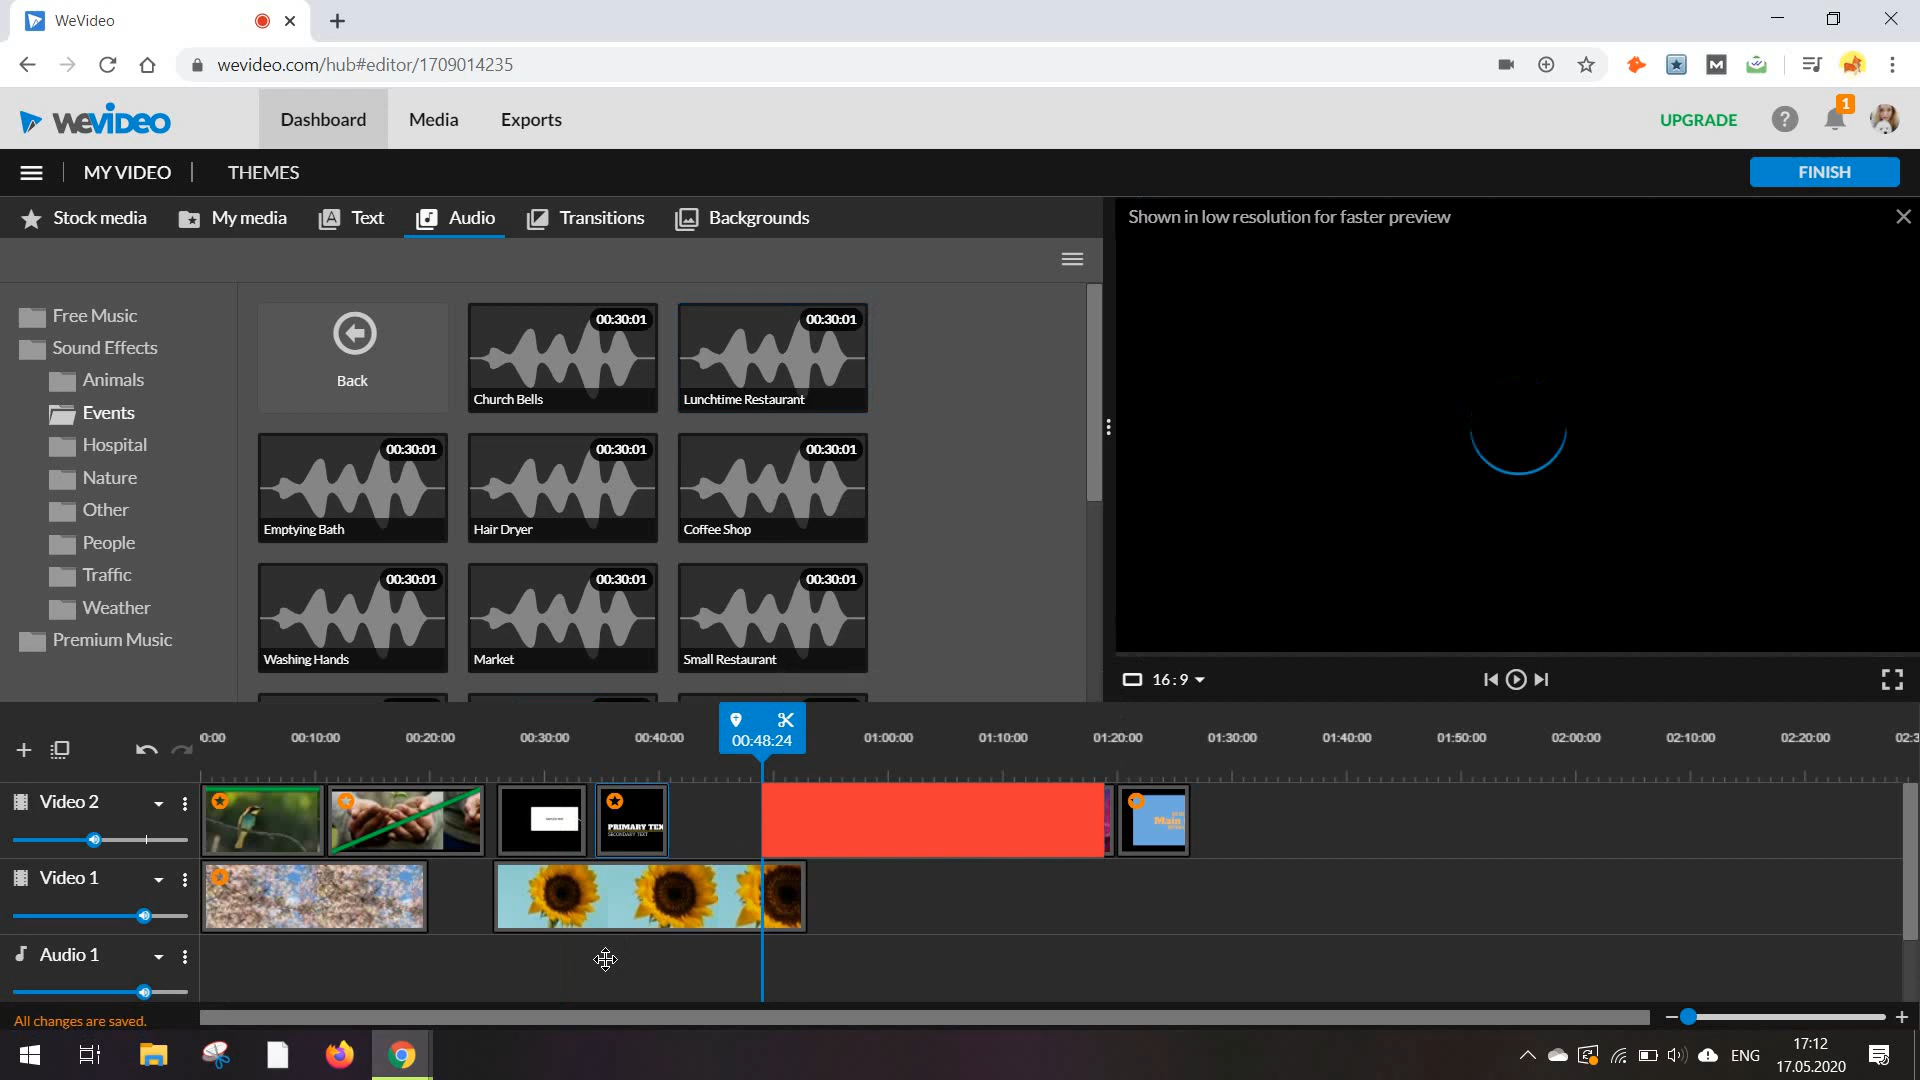 WeVideo
wevideo.com/hub#editor/1709014235
WEVIDEO
Dashboard
Media
Exports
UPGRADE
?
1
MY VIDEO
THEMES
FINISH
Stock media
My media
Text
Audio
Transitions
Backgrounds
Shown in low resolution for faster preview
Free Music
Sound Effects
Animals
Events
Hospital
Nature
Other
People
Traffic
Weather
Premium Music
Back
00:30:01
Church Bells
00:30:01
Lunchtime Restaurant
00:30:01
Emptying Bath
00:30:01
Hair Dryer
00:30:01
Coffee Shop
00:30:01
Washing Hands
00:30:01
Market
00:30:01
Small Restaurant
16:9
00:48:24
0:00
00:10:00
00:20:00
00:30:00
00:40:00
01:00:00
01:10:00
01:20:00
01:30:00
01:40:00
01:50:00
02:00:00
02:10:00
02:20:00
02:3
Video 2
PRIMARY TEX
SECONDARY TEXT
Main
Video 1
Audio 1
All changes are saved.
ENG
17:12
17.05.2020